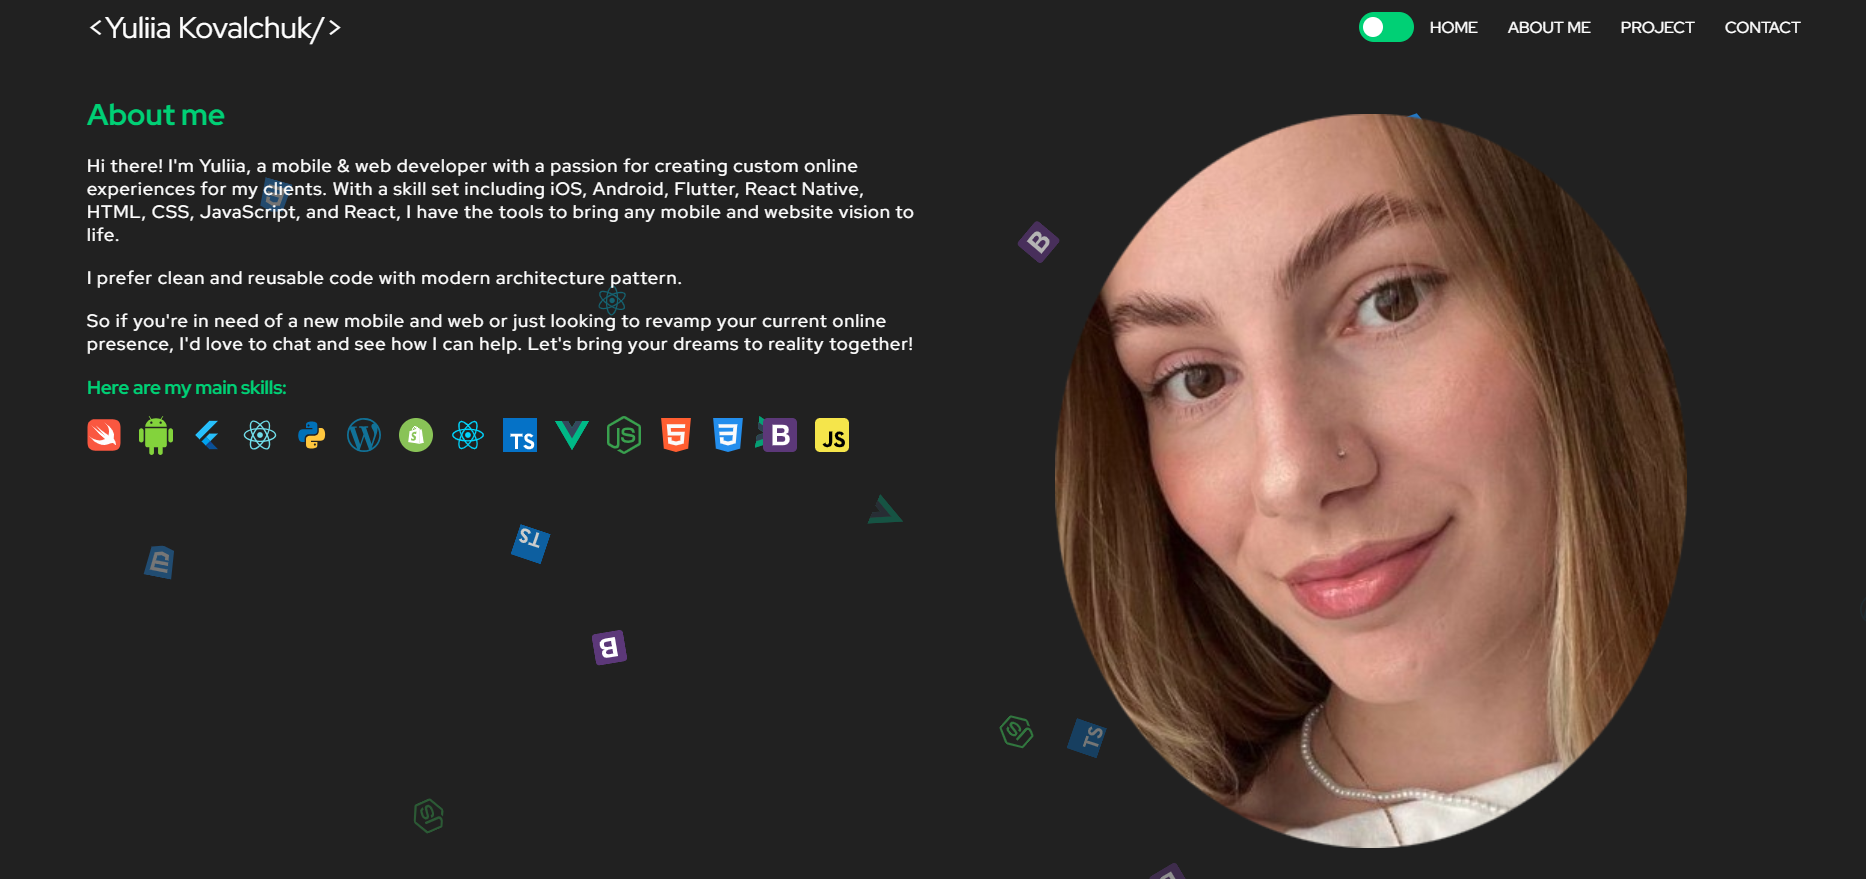 <Yuliia Kovalchuk/>
HOME ABOUT ME PROJECT CONTACT
About me
Hi there! I'm Yuliia, a mobile & web developer with a passion for creating custom online
experiences for my clients. With a skill set including iOS, Android, Flutter, React Native,
HTML, CSS, JavaScript, and React, I have the tools to bring any mobile and website vision to
life.
I prefer clean and reusable code with modern architecture pattern.
So if you're in need of a new mobile and web or just looking to revamp your current online
presence, I'd love to chat and see how I can help. Let's bring your dreams to reality together!
Here are my main skills:
TS JS 5 3 B JS
B
TS
B
TS